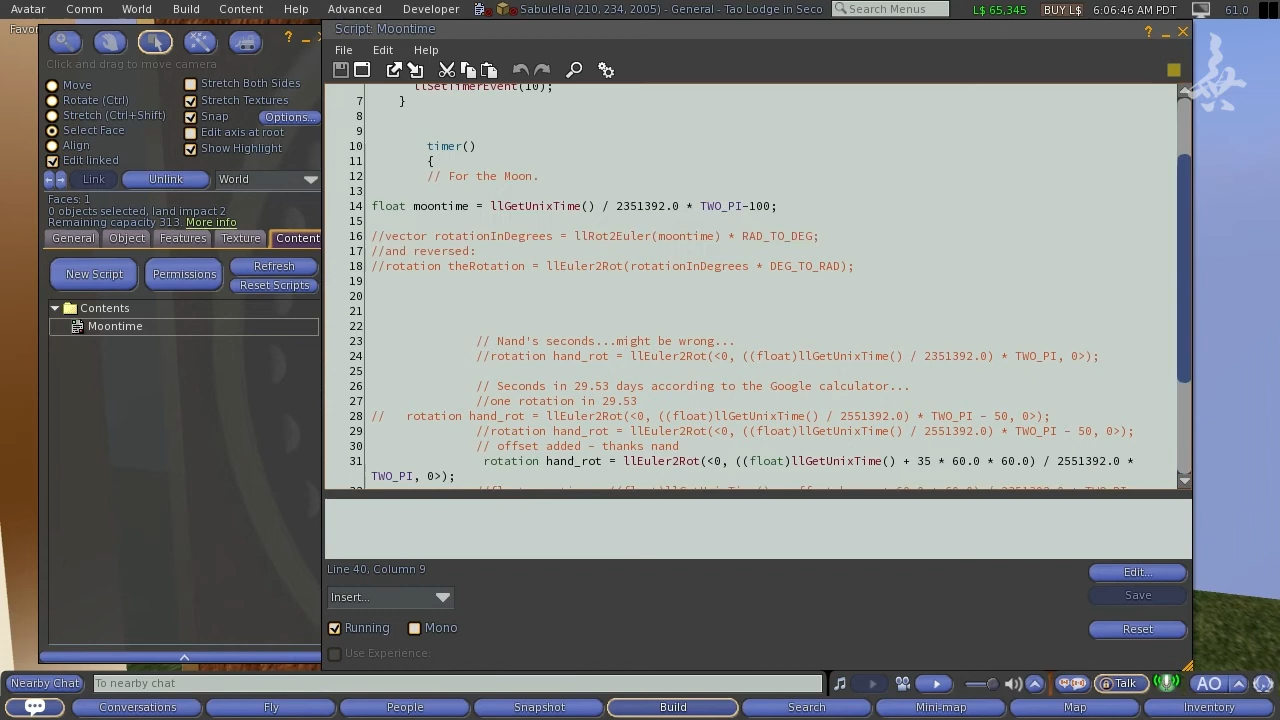 Avatar Comm World Build Content Help Advanced Developer Sabulella (210, 234, 2005) - General - Tao Lodge in Seco Search Menus L$ 65,345 BUY L$ 6:06:46 AM PDT 61.0
Favor
Click and drag to move camera
Move
Rotate (Ctrl)
Stretch (Ctrl+Shift)
Select Face
Align
Edit linked
Stretch Both Sides
Stretch Textures
Snap Options...
Edit axis at root
Show Highlight
Link Unlink World
Faces: 1
0 objects selected, land impact 2
Remaining capacity 313. More info
General Object Features Texture Content
New Script Permissions Refresh
Reset Scripts
Contents
Moontime
Script: Moontime
File Edit Help
llSetTimerEvent(10);
7 }
8
9
10 timer()
11 {
12 // For the Moon.
14 float moontime = llGetUnixTime() / 2351392.0 * TWO_PI-100;
15
16 //vector rotationInDegrees = llRot2Euler(moontime) * RAD_TO_DEG;
17 //and reversed:
18 //rotation theRotation = llEuler2Rot(rotationInDegrees * DEG_TO_RAD);
19
20
21
22
23 // Nand's seconds...might be wrong...
24 //rotation hand_rot = llEuler2Rot(<0, ((float)llGetUnixTime() / 2351392.0) * TWO_PI, 0>);
25
26 // Seconds in 29.53 days according to the Google calculator...
27 //one rotation in 29.53
28 // rotation hand_rot = llEuler2Rot(<0, ((float)llGetUnixTime() / 2551392.0) * TWO_PI - 50, 0>);
29 //rotation hand_rot = llEuler2Rot(<0, ((float)llGetUnixTime() / 2551392.0) * TWO_PI - 50, 0>);
30 // offset added - thanks nand
31 rotation hand_rot = llEuler2Rot(<0, ((float)llGetUnixTime() + 35 * 60.0 * 60.0) / 2551392.0 *
TWO_PI, 0>);
Line 40, Column 9
Insert...
Running Mono
Use Experience:
Edit...
Save
Reset
Nearby Chat To nearby chat Talk AO
Conversations Fly People Snapshot Build Search Mini-map Map Inventory